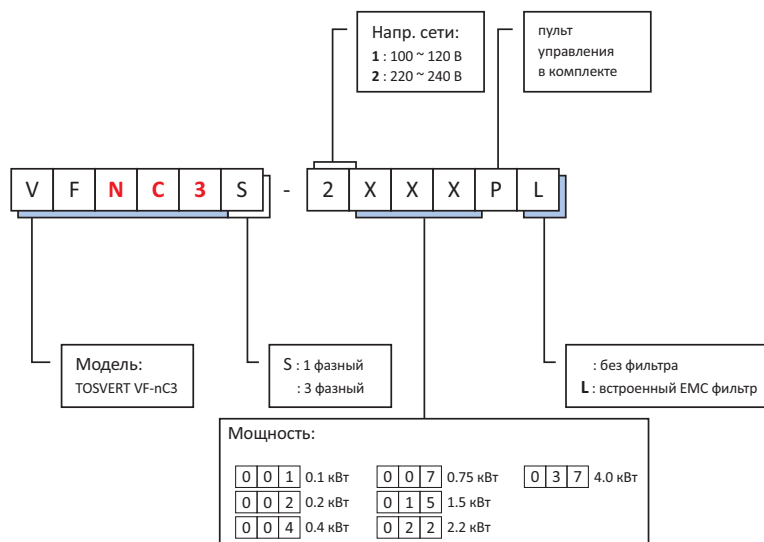 Напр. сети:
1 : 100 ~ 120 В
2 : 220 ~ 240 В
пульт
управления
в комплекте
V F N C 3 S - 2 X X X P L
Модель:
TOSVERT VF-nC3
S : 1 фазный
: 3 фазный
: без фильтра
L : встроенный EMC фильтр
Мощность:
0 0 1 0.1 кВт 0 0 7 0.75 кВт 0 3 7 4.0 кВт
0 0 2 0.2 кВт 0 1 5 1.5 кВт
0 0 4 0.4 кВт 0 2 2 2.2 кВт